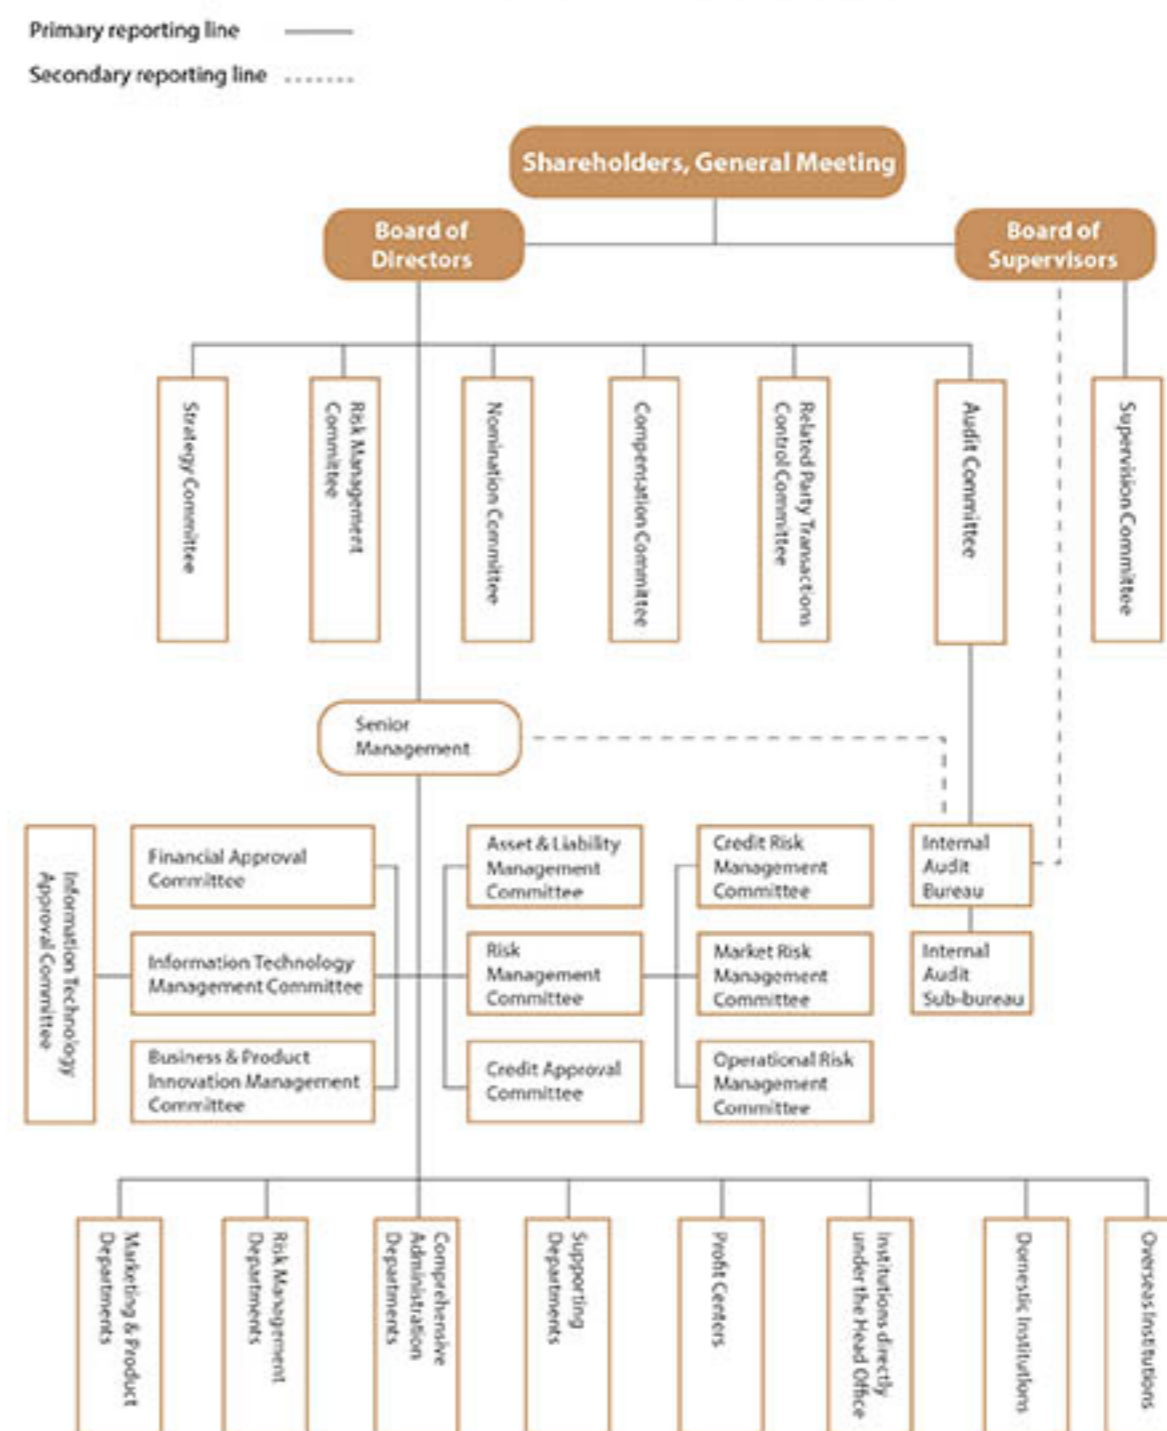 Primary reporting line
Secondary reporting line
Shareholders, General Meeting
Board of
Directors
Board of
Supervisors
Strategy Committee
Risk Management
Committee
Nomination Committee
Compensation Committee
Related Party Transactions
Control Committee
Audit Committee
Supervision Committee
Senior
Management
Information Technology
Approval Committee
Financial Approval
Committee
Information Technology
Management Committee
Business & Product
Innovation Management
Committee
Asset & Liability
Management
Committee
Risk
Management
Committee
Credit Approval
Committee
Credit Risk
Management
Committee
Market Risk
Management
Committee
Operational Risk
Management
Committee
Internal
Audit
Bureau
Internal
Audit
Sub-bureau
Marketing & Product
Departments
Risk Management
Departments
Comprehensive
Administration
Departments
Supporting
Departments
Profit Centers
Institutions directly
under the Head Office
Domestic Institutions
Overseas Institutions